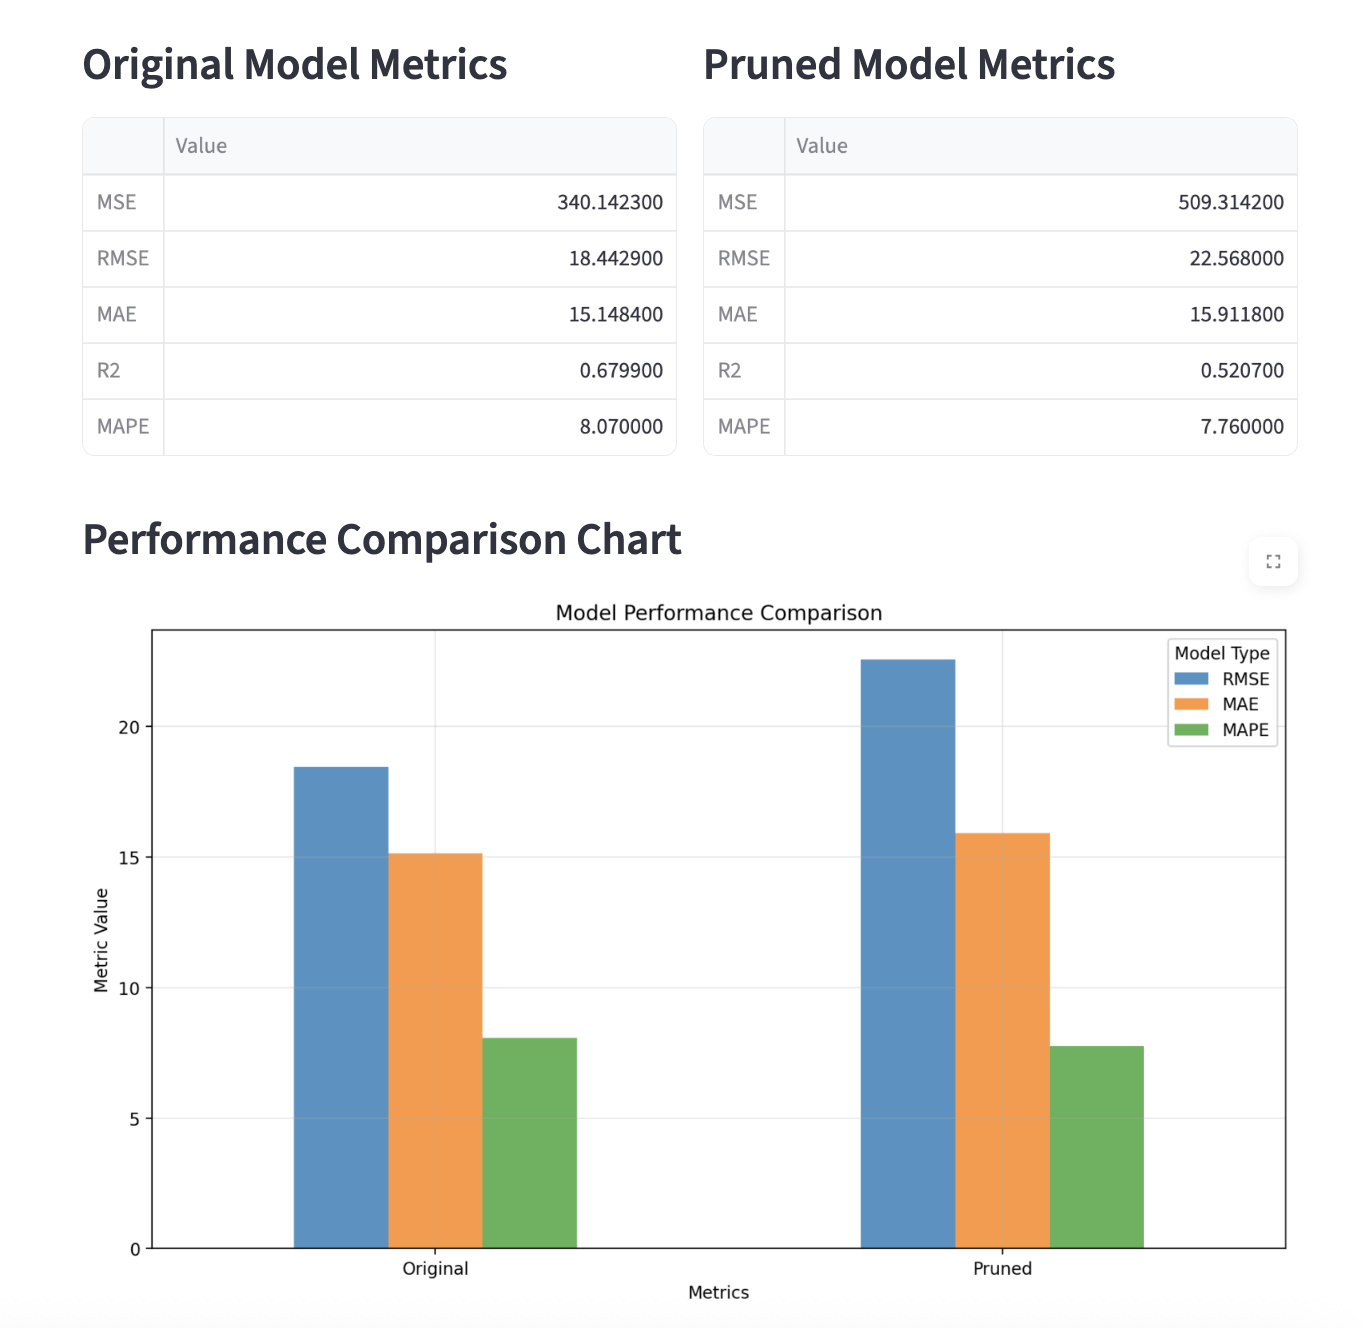 Original Model Metrics
Value
MSE 340.142300
RMSE 18.442900
MAE 15.148400
R2 0.679900
MAPE 8.070000
Pruned Model Metrics
Value
MSE 509.314200
RMSE 22.568000
MAE 15.911800
R2 0.520700
MAPE 7.760000
Performance Comparison Chart
Model Performance Comparison
Model Type
RMSE
MAE
MAPE
Metric Value
20
15
10
5
0
Original Pruned
Metrics